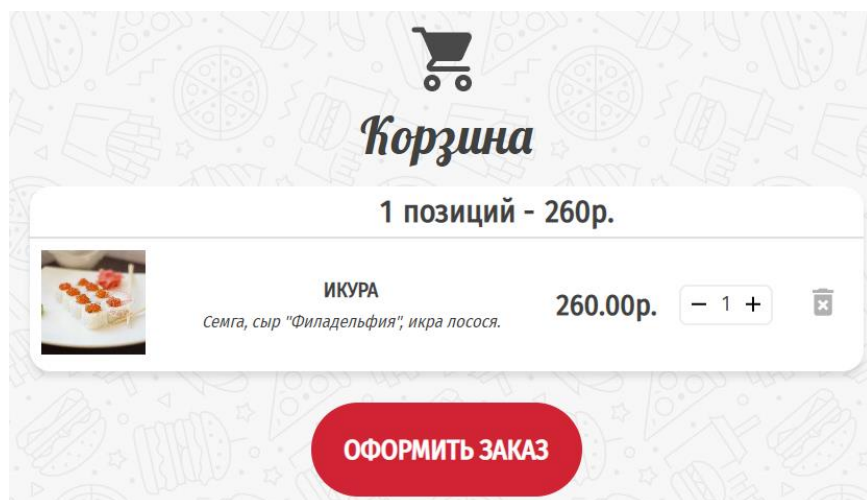 Корзина
1 позиций - 260р.
ИКУРА
Семга, сыр "Филадельфия", икра лосося.
260.00р.
− 1 +
ОФОРМИТЬ ЗАКАЗ